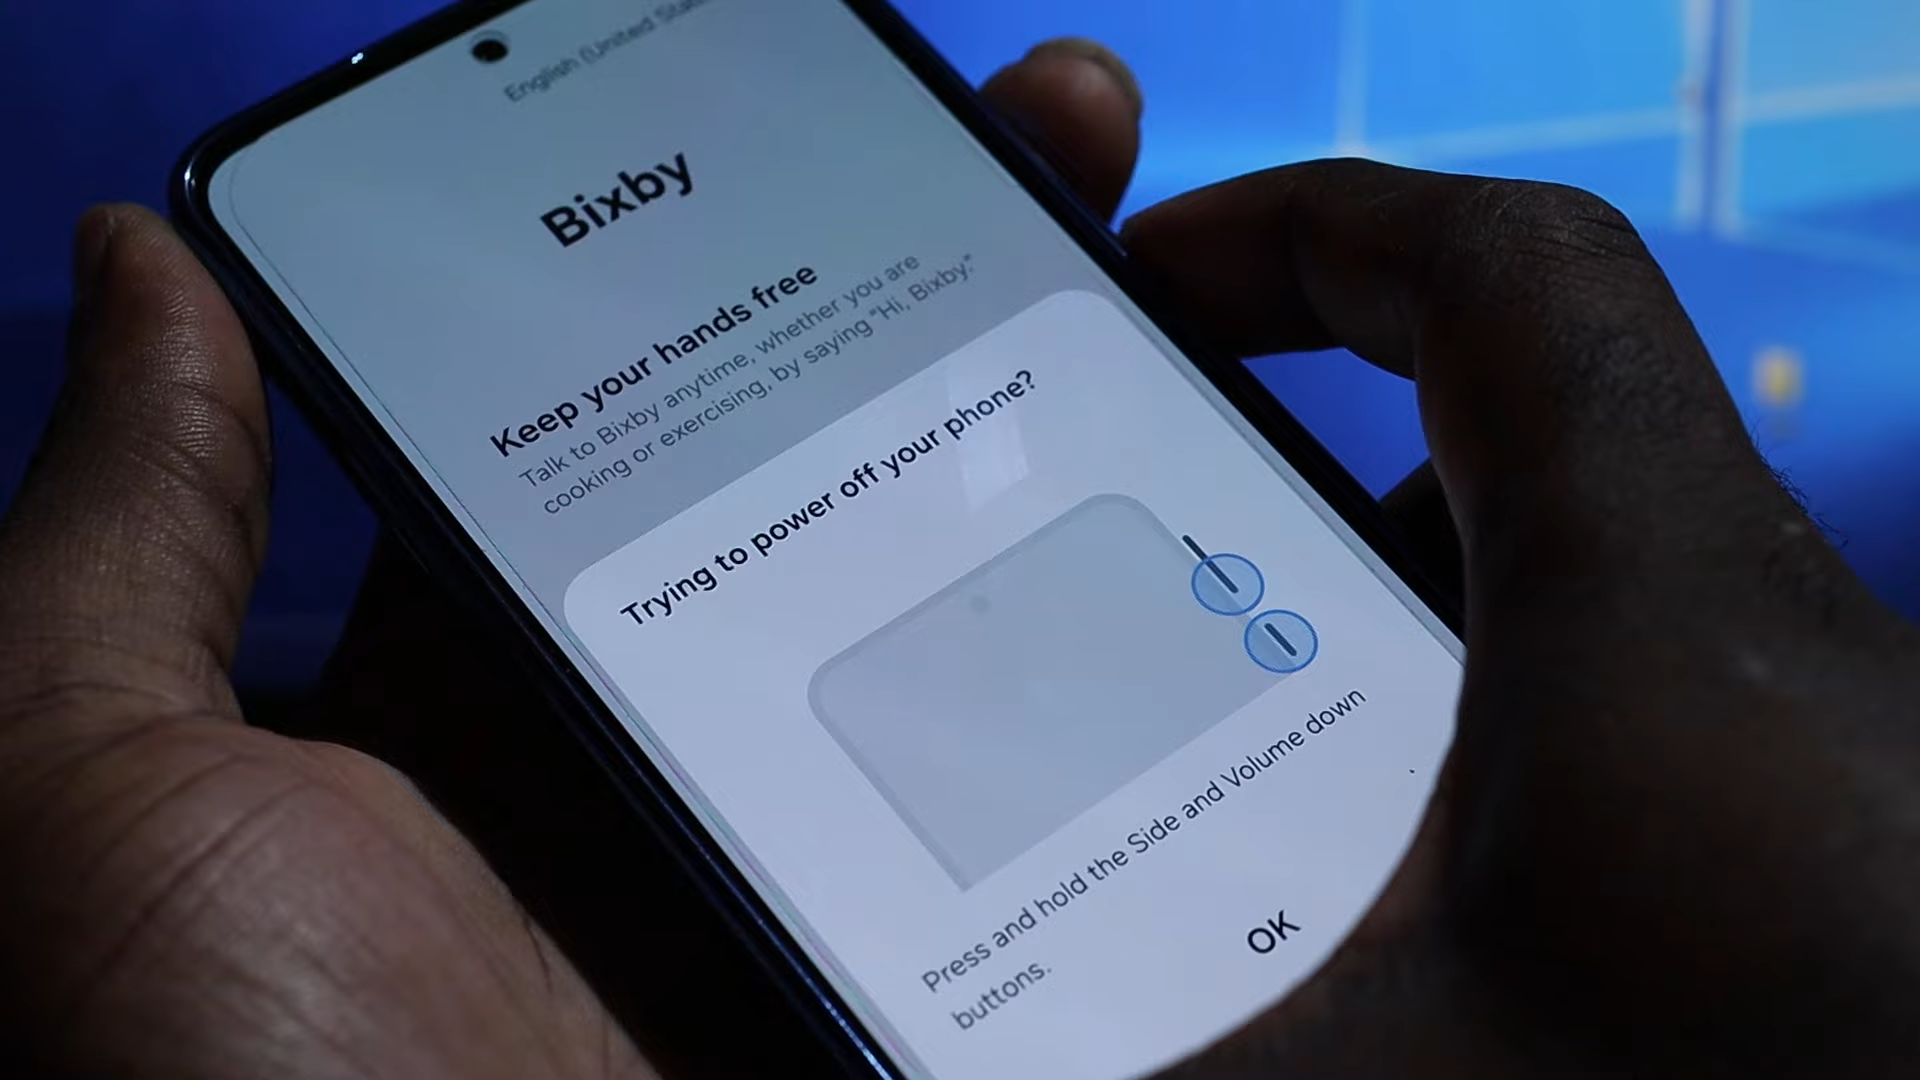 English (United States
Bixby
Keep your hands free
Talk to Bixby anytime, whether you are
cooking or exercising, by saying “Hi, Bixby.”
Trying to power off your phone?
Press and hold the Side and Volume down
buttons.
OK